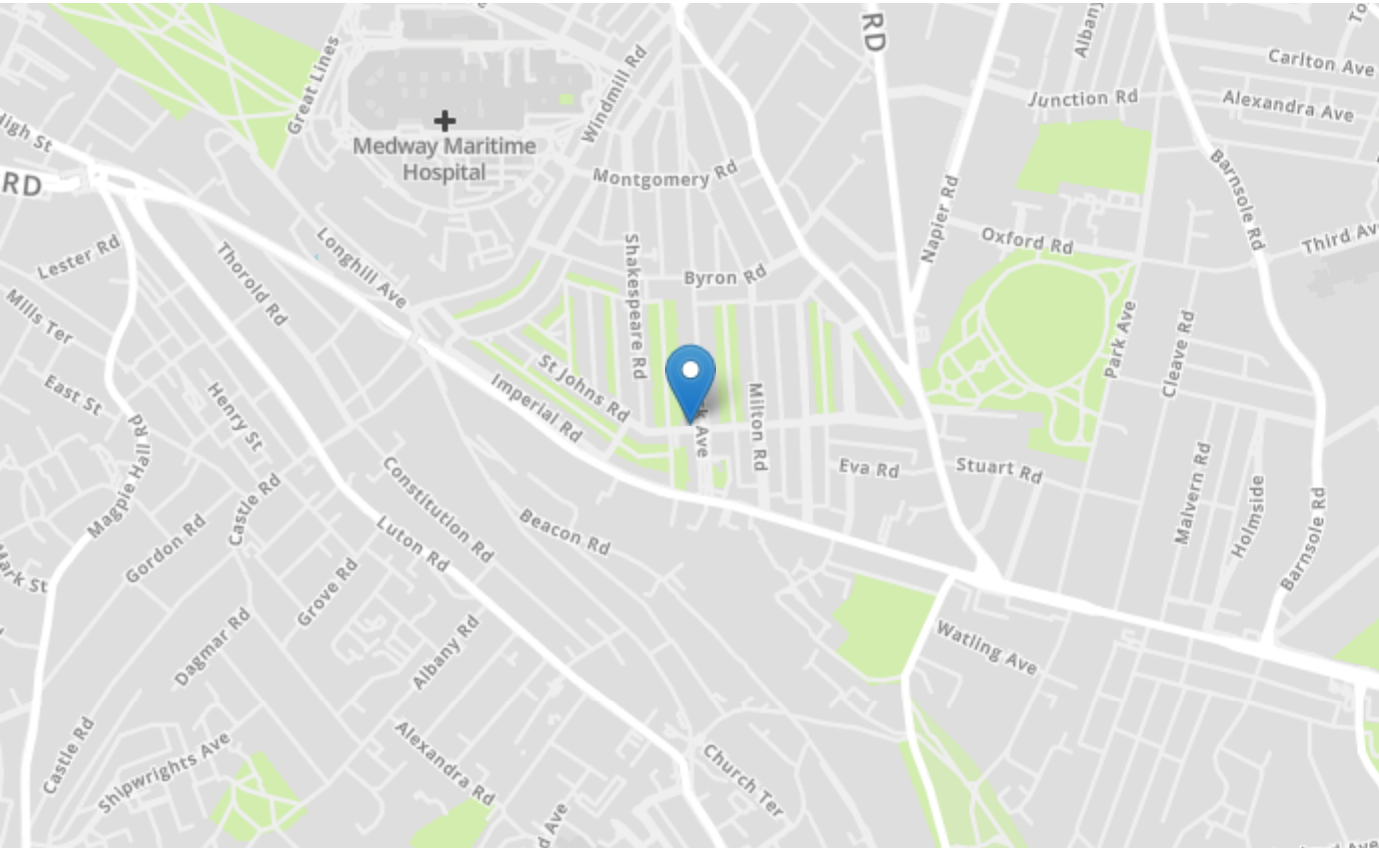 RD
Albany
To
Carlton Ave
Great Lines
Windmill Rd
Junction Rd
Alexandra Ave
High St
Medway Maritime
Hospital
RD
Montgomery Rd
Napier Rd
Barnsole Rd
Lester Rd
Thorold Rd
Longhill Ave
Shakespeare Rd
Byron Rd
Oxford Rd
Third Av
Mills Ter
Park Ave
Cleave Rd
East St
Henry St
St Johns Rd
Imperial Rd
k Ave
Milton Rd
Magpie Hall Rd
Castle Rd
Constitution Rd
Eva Rd
Stuart Rd
Malvern Rd
Holmside
Barnsole Rd
Mark St
Gordon Rd
Luton Rd
Beacon Rd
Grove Rd
Dagmar Rd
Albany Rd
Watling Ave
Castle Rd
Shipwrights Ave
Alexandra Rd
Church Ter
d Ave